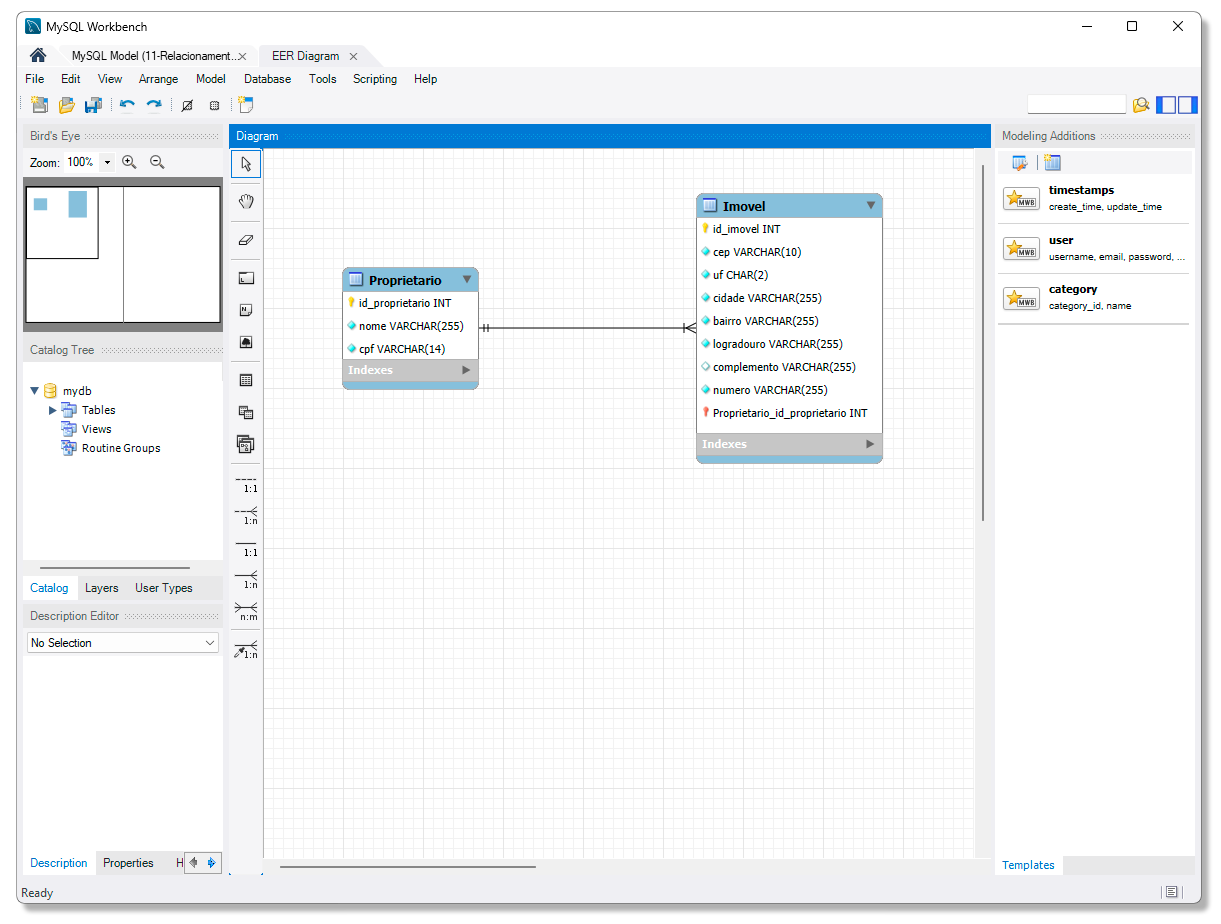 MySQL Workbench
MySQL Model (11-Relacionament...
EER Diagram
File Edit View Arrange Model Database Tools Scripting Help
Bird's Eye
Zoom: 100%
Catalog Tree
mydb
Tables
Views
Routine Groups
Catalog Layers User Types
Description Editor
No Selection
Description Properties H
Ready
Diagram
1:1
1:n
1:1
1:n
n:m
1:n
Proprietario
id_proprietario INT
nome VARCHAR(255)
cpf VARCHAR(14)
Indexes
Imovel
id_imovel INT
cep VARCHAR(10)
uf CHAR(2)
cidade VARCHAR(255)
bairro VARCHAR(255)
logradouro VARCHAR(255)
complemento VARCHAR(255)
numero VARCHAR(255)
Proprietario_id_proprietario INT
Indexes
Modeling Additions
MWB
timestamps
create_time, update_time
MWB
user
username, email, password, ...
MWB
category
category_id, name
Templates